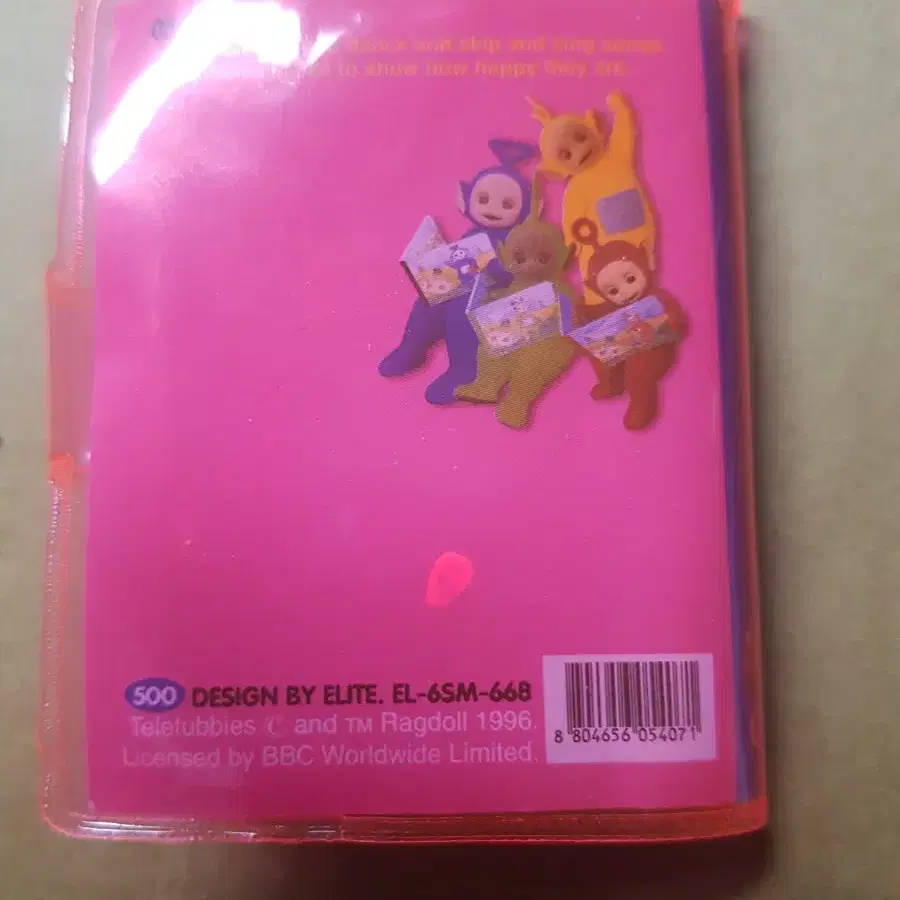 dance and skip and sing songs
to show how happy they are.
500 DESIGN BY ELITE. EL-6SM-668
Teletubbies © and TM Ragdoll 1996.
Licensed by BBC Worldwide Limited.
8 804656 054071